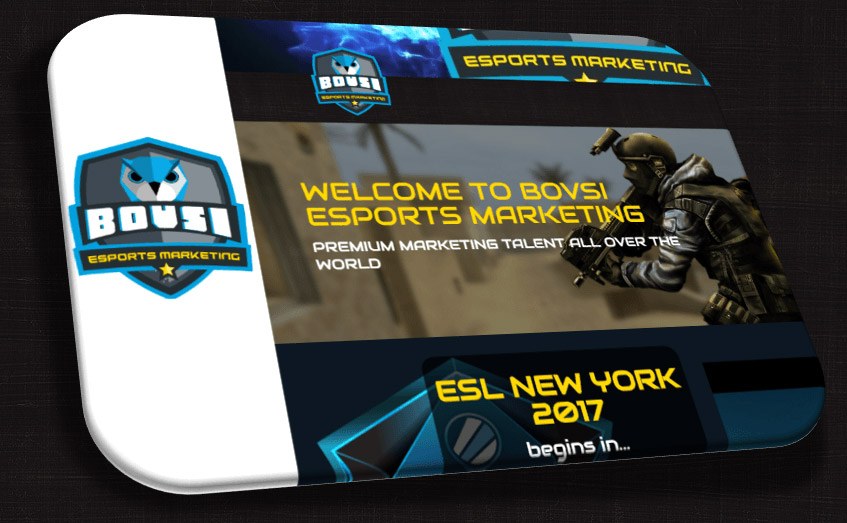 ESPORTS MARKETING
BOVSI
ESPORTS MARKETING
BOVSI
ESPORTS MARKETING
WELCOME TO BOVSI
ESPORTS MARKETING
PREMIUM MARKETING TALENT ALL OVER THE
WORLD
ESL NEW YORK
2017
begins in...